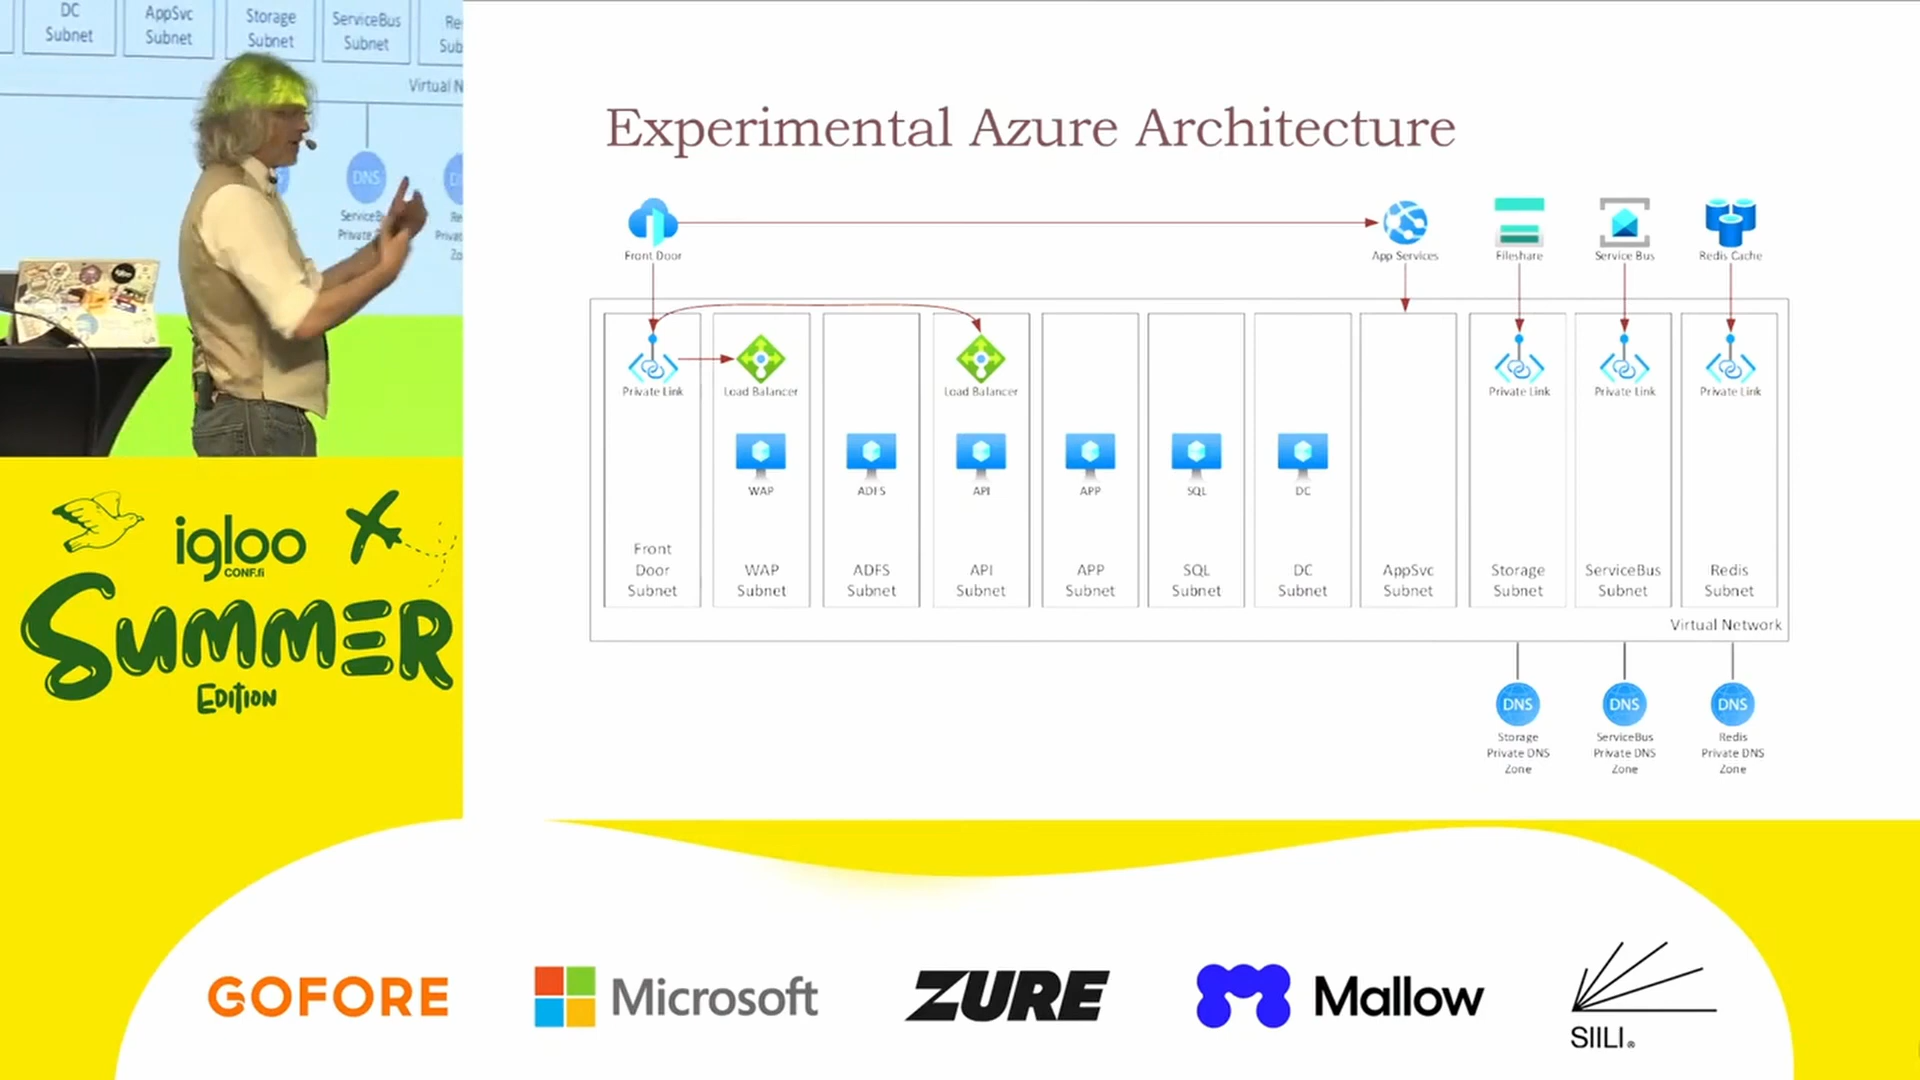 DC
Subnet
AppSvc
Subnet
Storage
Subnet
ServiceBus
Subnet
Virtual N
DNS
Private
Experimental Azure Architecture
Front Door
App Services
Fileshare
Service Bus
Redis Cache
Private Link
Load Balancer
Load Balancer
Private Link
Private Link
Private Link
WAP
ADFS
API
APP
SQL
DC
Front
Door
Subnet
WAP
Subnet
ADFS
Subnet
API
Subnet
APP
Subnet
SQL
Subnet
DC
Subnet
AppSvc
Subnet
Storage
Subnet
ServiceBus
Subnet
Redis
Subnet
Virtual Network
DNS
DNS
DNS
Storage
Private DNS
Zone
ServiceBus
Private DNS
Zone
Redis
Private DNS
Zone
igloo
CONF.fi
SUMMER
EDITION
GOFORE
Microsoft
ZURE
Mallow
SIILI®